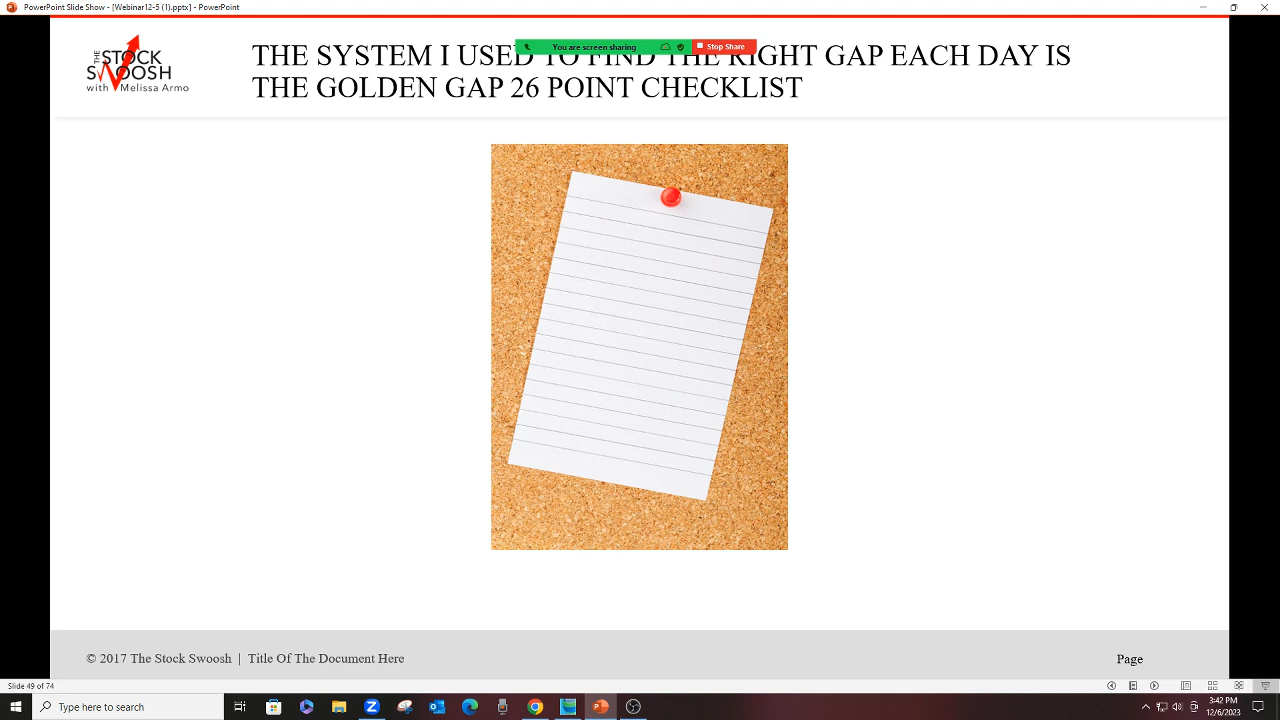 PowerPoint Slide Show - [Webinar12-5 (1).pptx] - PowerPoint
You are screen sharing
Stop Share
THE STOCK SWOOSH
with Melissa Armo
THE SYSTEM I USED TO FIND THE RIGHT GAP EACH DAY IS
THE GOLDEN GAP 26 POINT CHECKLIST
© 2017 The Stock Swoosh | Title Of The Document Here
Page
Slide 49 of 74
Type here to search
3:42 PM
12/6/2023